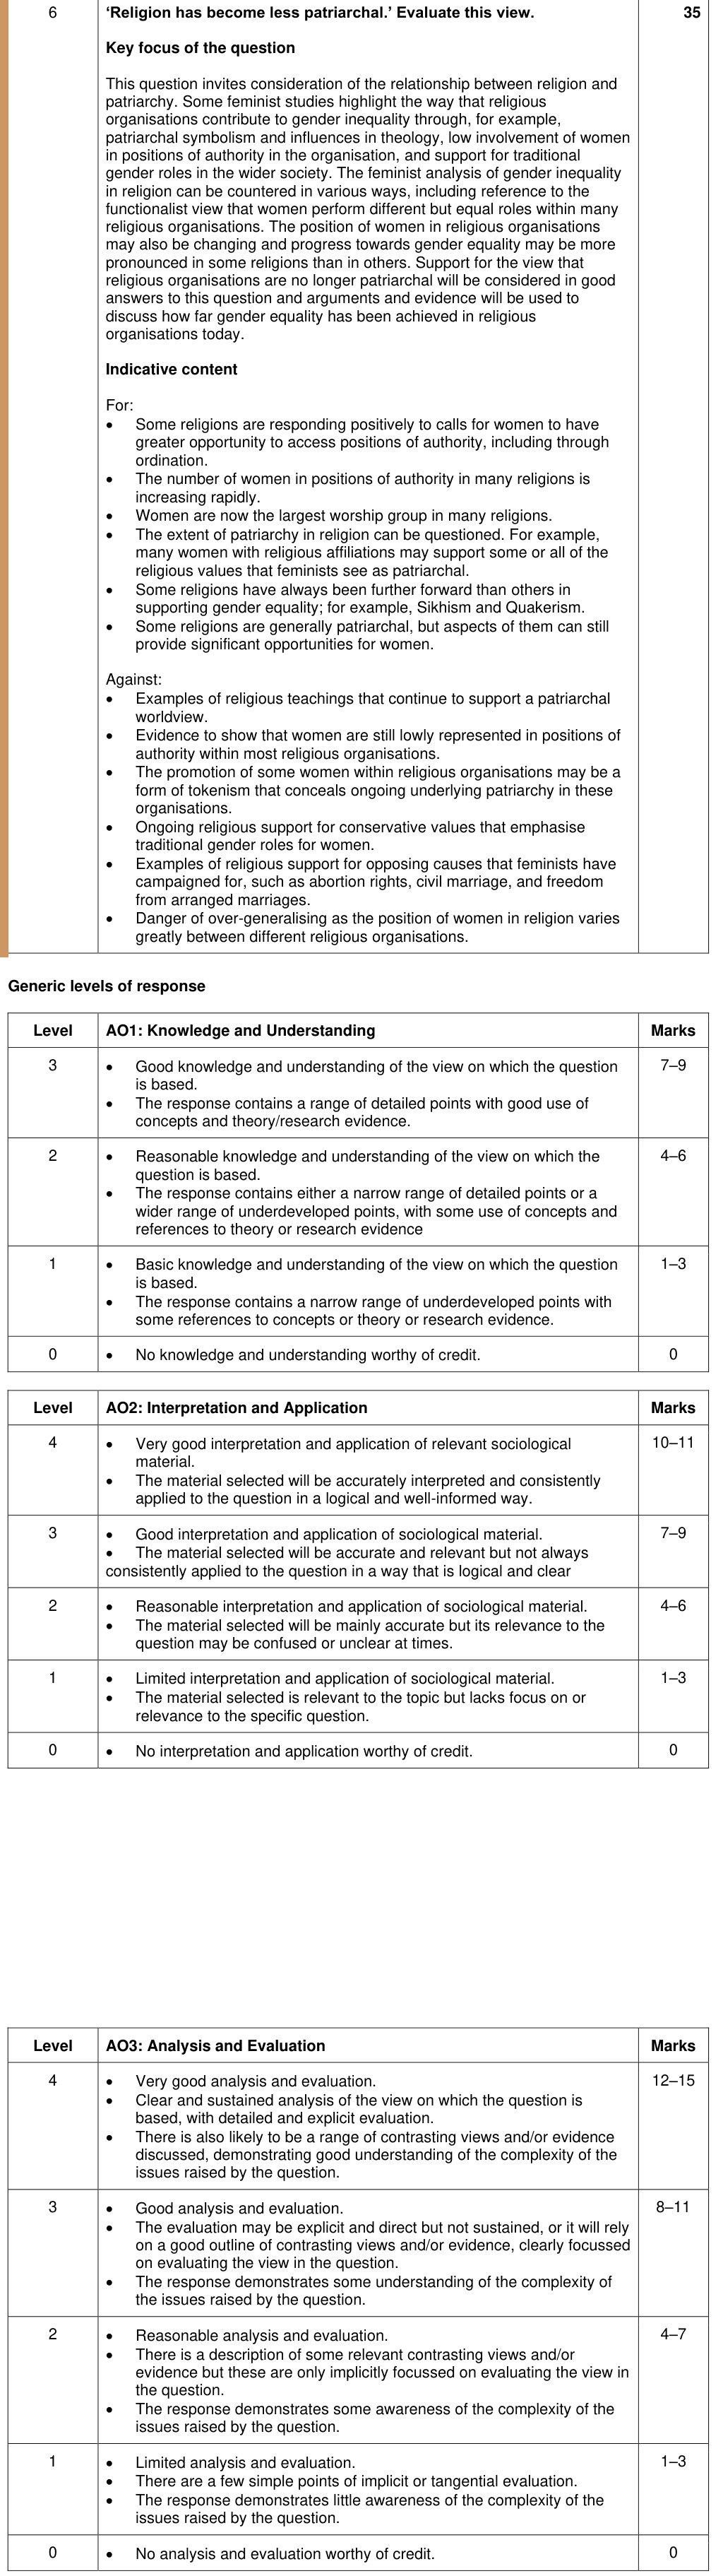 6 ‘Religion has become less patriarchal.’ Evaluate this view. 35
Key focus of the question
This question invites consideration of the relationship between religion and
patriarchy. Some feminist studies highlight the way that religious
organisations contribute to gender inequality through, for example,
patriarchal symbolism and influences in theology, low involvement of women
in positions of authority in the organisation, and support for traditional
gender roles in the wider society. The feminist analysis of gender inequality
in religion can be countered in various ways, including reference to the
functionalist view that women perform different but equal roles within many
religious organisations. The position of women in religious organisations
may also be changing and progress towards gender equality may be more
pronounced in some religions than in others. Support for the view that
religious organisations are no longer patriarchal will be considered in good
answers to this question and arguments and evidence will be used to
discuss how far gender equality has been achieved in religious
organisations today.
Indicative content
For:
• Some religions are responding positively to calls for women to have
greater opportunity to access positions of authority, including through
ordination.
• The number of women in positions of authority in many religions is
increasing rapidly.
• Women are now the largest worship group in many religions.
• The extent of patriarchy in religion can be questioned. For example,
many women with religious affiliations may support some or all of the
religious values that feminists see as patriarchal.
• Some religions have always been further forward than others in
supporting gender equality; for example, Sikhism and Quakerism.
• Some religions are generally patriarchal, but aspects of them can still
provide significant opportunities for women.
Against:
• Examples of religious teachings that continue to support a patriarchal
worldview.
• Evidence to show that women are still lowly represented in positions of
authority within most religious organisations.
• The promotion of some women within religious organisations may be a
form of tokenism that conceals ongoing underlying patriarchy in these
organisations.
• Ongoing religious support for conservative values that emphasise
traditional gender roles for women.
• Examples of religious support for opposing causes that feminists have
campaigned for, such as abortion rights, civil marriage, and freedom
from arranged marriages.
• Danger of over-generalising as the position of women in religion varies
greatly between different religious organisations.
Generic levels of response
Level AO1: Knowledge and Understanding Marks
3 • Good knowledge and understanding of the view on which the question 7–9
is based.
• The response contains a range of detailed points with good use of
concepts and theory/research evidence.
2 • Reasonable knowledge and understanding of the view on which the 4–6
question is based.
• The response contains either a narrow range of detailed points or a
wider range of underdeveloped points, with some use of concepts and
references to theory or research evidence
1 • Basic knowledge and understanding of the view on which the question 1–3
is based.
• The response contains a narrow range of underdeveloped points with
some references to concepts or theory or research evidence.
0 • No knowledge and understanding worthy of credit. 0
Level AO2: Interpretation and Application Marks
4 • Very good interpretation and application of relevant sociological 10–11
material.
• The material selected will be accurately interpreted and consistently
applied to the question in a logical and well-informed way.
3 • Good interpretation and application of sociological material. 7–9
• The material selected will be accurate and relevant but not always
consistently applied to the question in a way that is logical and clear
2 • Reasonable interpretation and application of sociological material. 4–6
• The material selected will be mainly accurate but its relevance to the
question may be confused or unclear at times.
1 • Limited interpretation and application of sociological material. 1–3
• The material selected is relevant to the topic but lacks focus on or
relevance to the specific question.
0 • No interpretation and application worthy of credit. 0
Level AO3: Analysis and Evaluation Marks
4 • Very good analysis and evaluation. 12–15
• Clear and sustained analysis of the view on which the question is
based, with detailed and explicit evaluation.
• There is also likely to be a range of contrasting views and/or evidence
discussed, demonstrating good understanding of the complexity of the
issues raised by the question.
3 • Good analysis and evaluation. 8–11
• The evaluation may be explicit and direct but not sustained, or it will rely
on a good outline of contrasting views and/or evidence, clearly focussed
on evaluating the view in the question.
• The response demonstrates some understanding of the complexity of
the issues raised by the question.
2 • Reasonable analysis and evaluation. 4–7
• There is a description of some relevant contrasting views and/or
evidence but these are only implicitly focussed on evaluating the view in
the question.
• The response demonstrates some awareness of the complexity of the
issues raised by the question.
1 • Limited analysis and evaluation. 1–3
• There are a few simple points of implicit or tangential evaluation.
• The response demonstrates little awareness of the complexity of the
issues raised by the question.
0 • No analysis and evaluation worthy of credit. 0